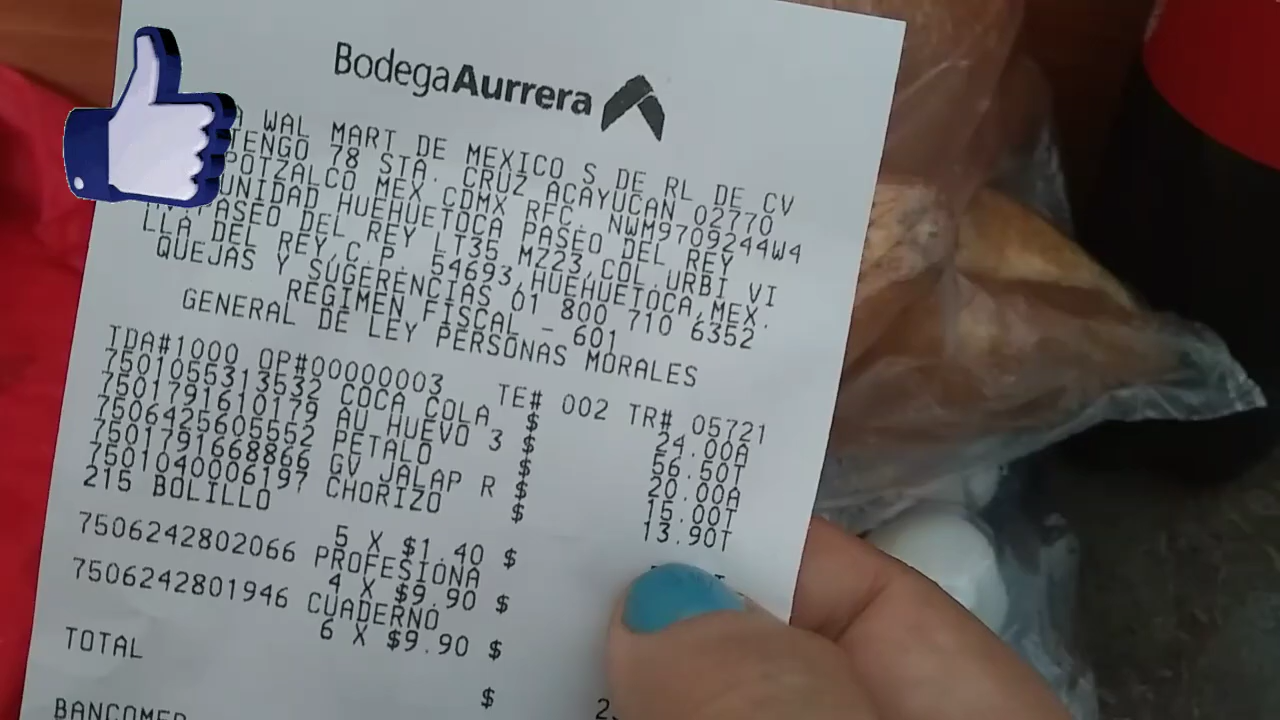 BodegaAurrera
A WAL MART DE MEXICO S DE RL DE CV
TENGO 78 STA. CRUZ ACAYUCAN 02770
POTZALCO MEX CDMX RFC. NWM9709244W4
UNIDAD HUEHUETOCA PASEO DEL REY
PASEO DEL REY LT35 MZ23,COL.URBI VI
LLA DEL REY,C.P. 54693,HUEHUETOCA,MEX.
QUEJAS Y SUGERENCIAS 01 800 710 6352
REGIMEN FISCAL - 601
GENERAL DE LEY PERSONAS MORALES
TDA#1000 OP#00000003 TE# 002 TR# 05721
7501055313532 COCA COLA $ 24.00A
7501791610179 AU HUEVO 3 $ 56.50T
7506425605552 PETALO $ 20.00A
7501791668866 GV JALAP R $ 15.00T
7501040006197 CHORIZO $ 13.90T
215 BOLILLO
5 X $1.40 $
7506242802066 PROFESIONA
4 X $9.90 $
7506242801946 CUADERNO
6 X $9.90 $
TOTAL $ 2
BANCOMER